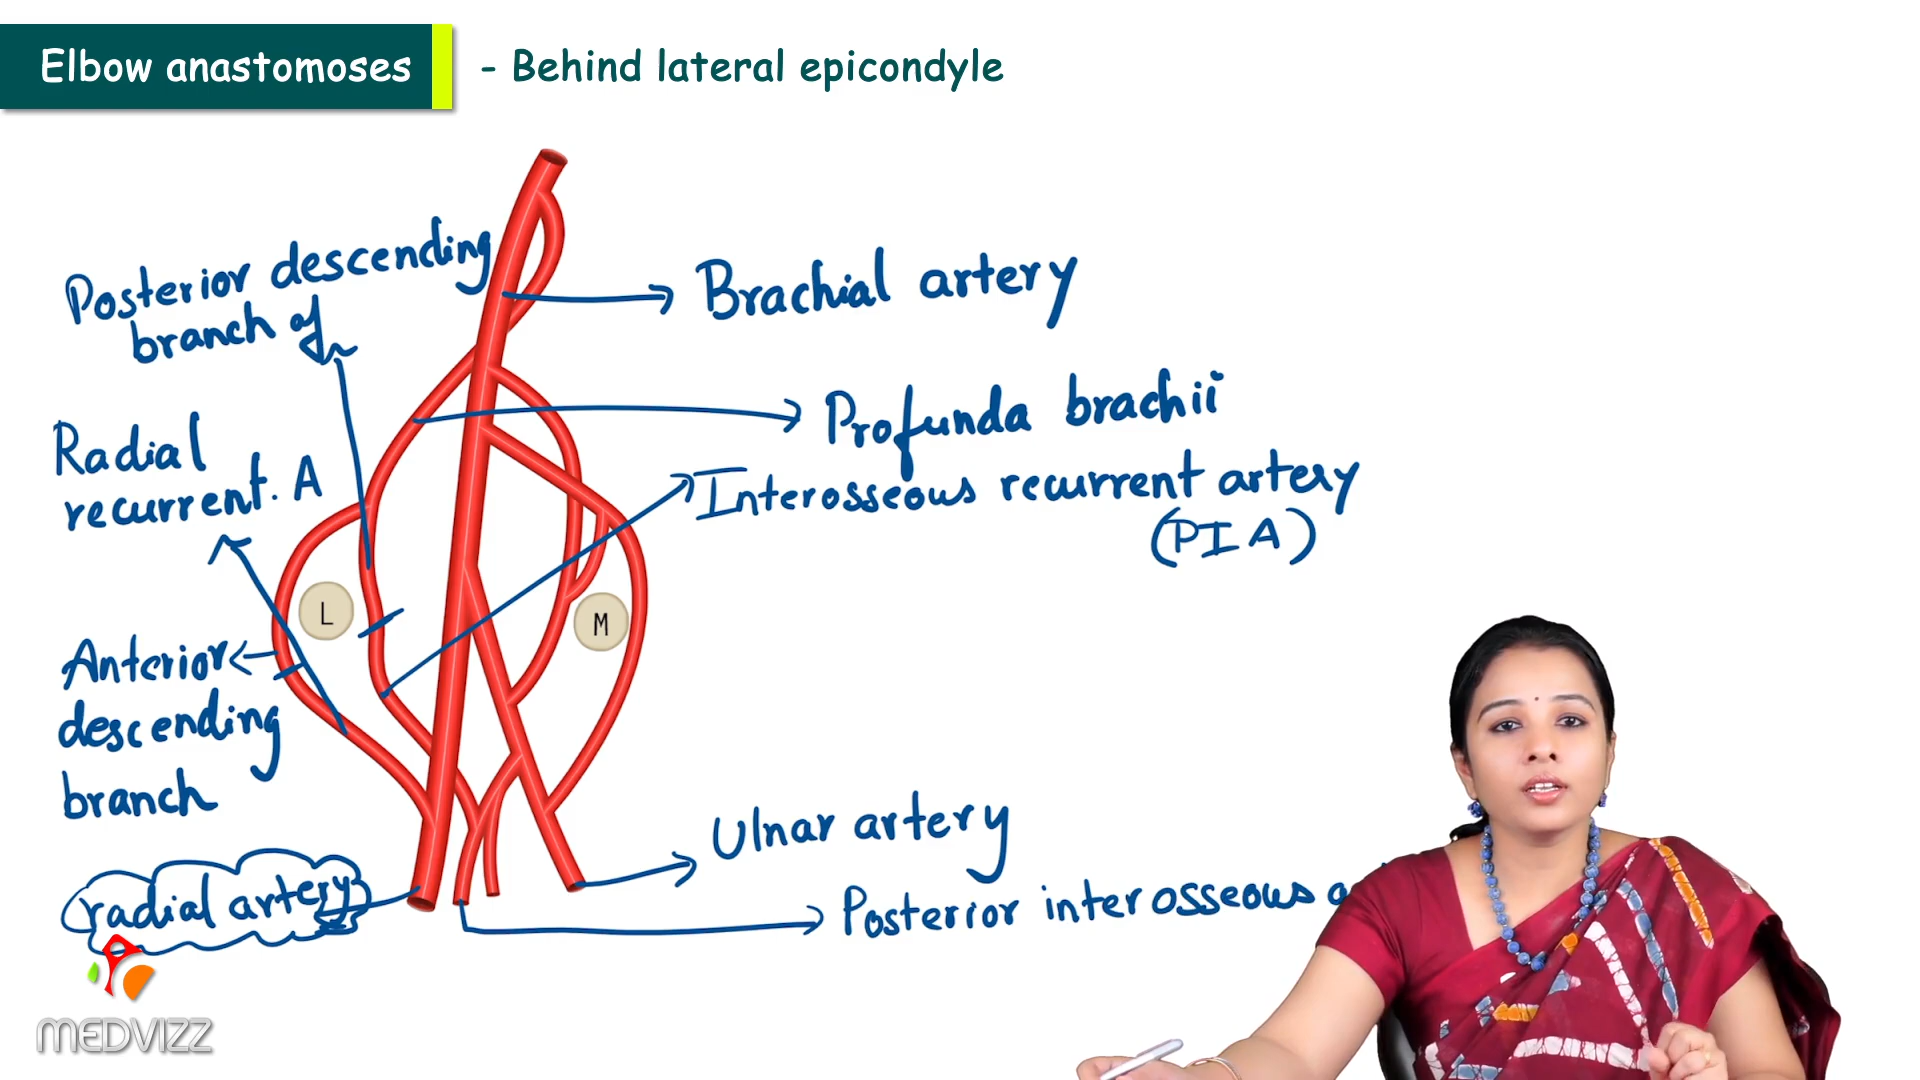 Elbow anastomoses
- Behind lateral epicondyle
Posterior descending
branch of
Brachial artery
Profunda brachii
Radial
recurrent. A
Interosseous recurrent artery
(PIA)
L
M
Anterior
descending
branch
Ulnar artery
radial artery
Posterior interosseous a
MEDVIZZ